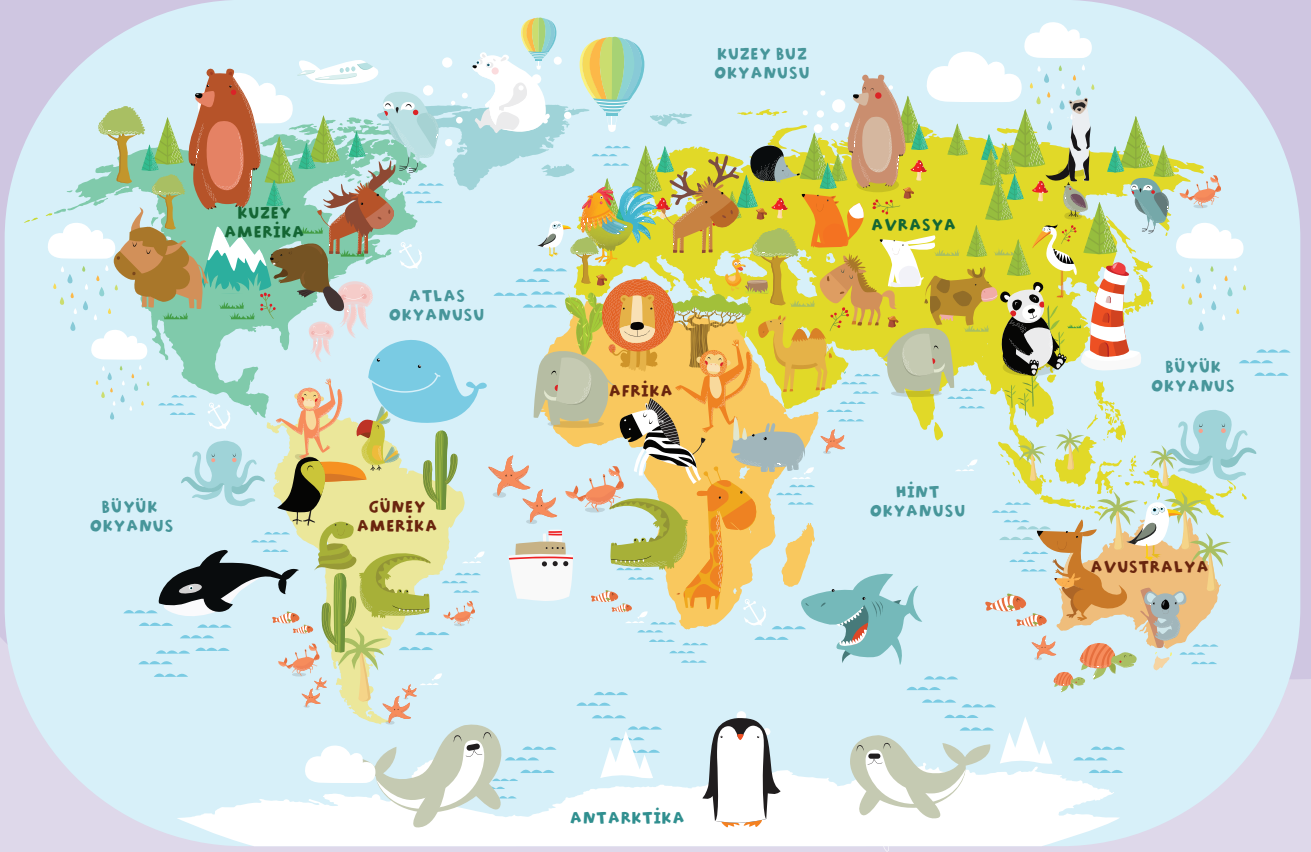 KUZEY BUZ
OKYANUSU
KUZEY
AMERİKA
AVRASYA
ATLAS
OKYANUSU
BÜYÜK
OKYANUS
AFRİKA
BÜYÜK
OKYANUS
GÜNEY
AMERİKA
HİNT
OKYANUSU
AVUSTRALYA
ANTARKTİKA